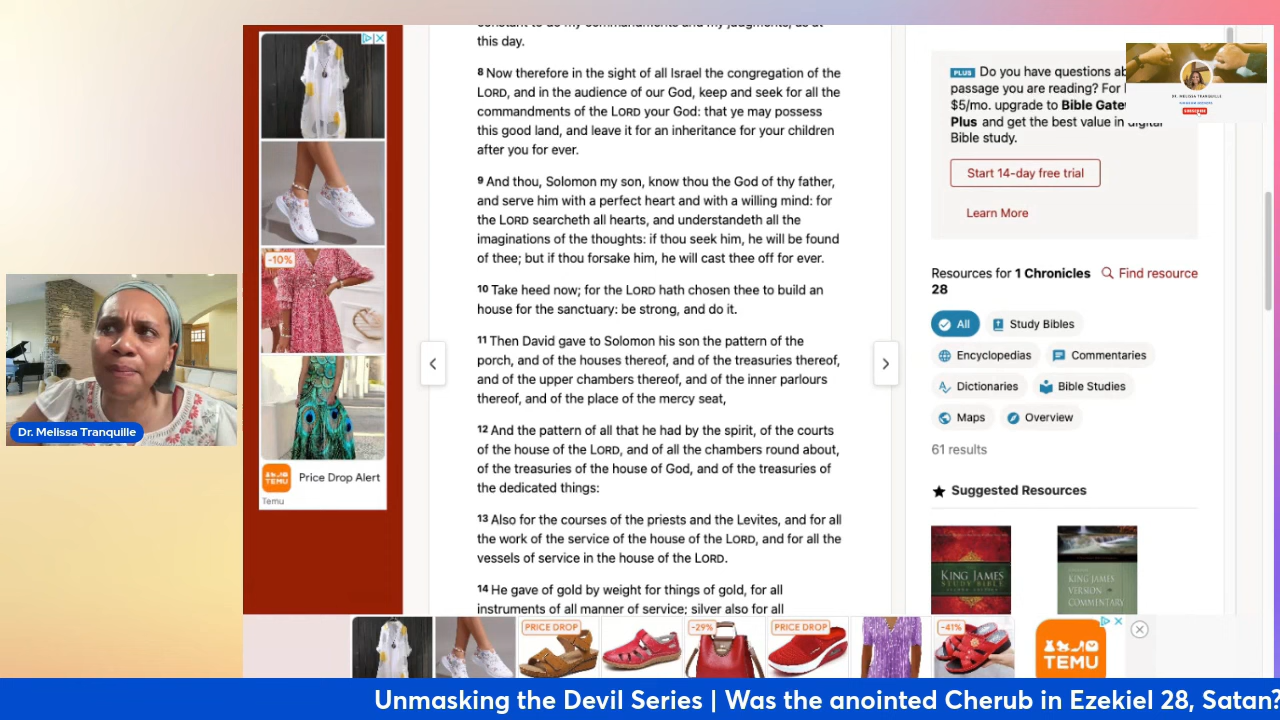 constant to do my commandments and my judgments, as at
this day.
8 Now therefore in the sight of all Israel the congregation of the
LORD, and in the audience of our God, keep and seek for all the
commandments of the LORD your God: that ye may possess
this good land, and leave it for an inheritance for your children
after you for ever.
9 And thou, Solomon my son, know thou the God of thy father,
and serve him with a perfect heart and with a willing mind: for
the LORD searcheth all hearts, and understandeth all the
imaginations of the thoughts: if thou seek him, he will be found
of thee; but if thou forsake him, he will cast thee off for ever.
10 Take heed now; for the LORD hath chosen thee to build an
house for the sanctuary: be strong, and do it.
11 Then David gave to Solomon his son the pattern of the
porch, and of the houses thereof, and of the treasuries thereof,
and of the upper chambers thereof, and of the inner parlours
thereof, and of the place of the mercy seat,
12 And the pattern of all that he had by the spirit, of the courts
of the house of the LORD, and of all the chambers round about,
of the treasuries of the house of God, and of the treasuries of
the dedicated things:
13 Also for the courses of the priests and the Levites, and for all
the work of the service of the house of the LORD, and for all the
vessels of service in the house of the LORD.
14 He gave of gold by weight for things of gold, for all
instruments of all manner of service; silver also for all
PLUS Do you have questions
passage you are reading? For
$5/mo. upgrade to Bible
Plus and get the best value in digital
Bible study.
Start 14-day free trial
Learn More
DR. MELISSA TRANQUILLE
Resources for 1 Chronicles
28
Find resource
All
Study Bibles
Encyclopedias
Commentaries
Dictionaries
Bible Studies
Maps
Overview
61 results
Suggested Resources
KING JAMES
STUDY BIBLE
KING JAMES
VERSION
COMMENTARY
-10%
TEMU
Price Drop Alert
Temu
Dr. Melissa Tranquille
PRICE DROP
-29%
PRICE DROP
-41%
TEMU
Unmasking the Devil Series | Was the anointed Cherub in Ezekiel 28, Satan?